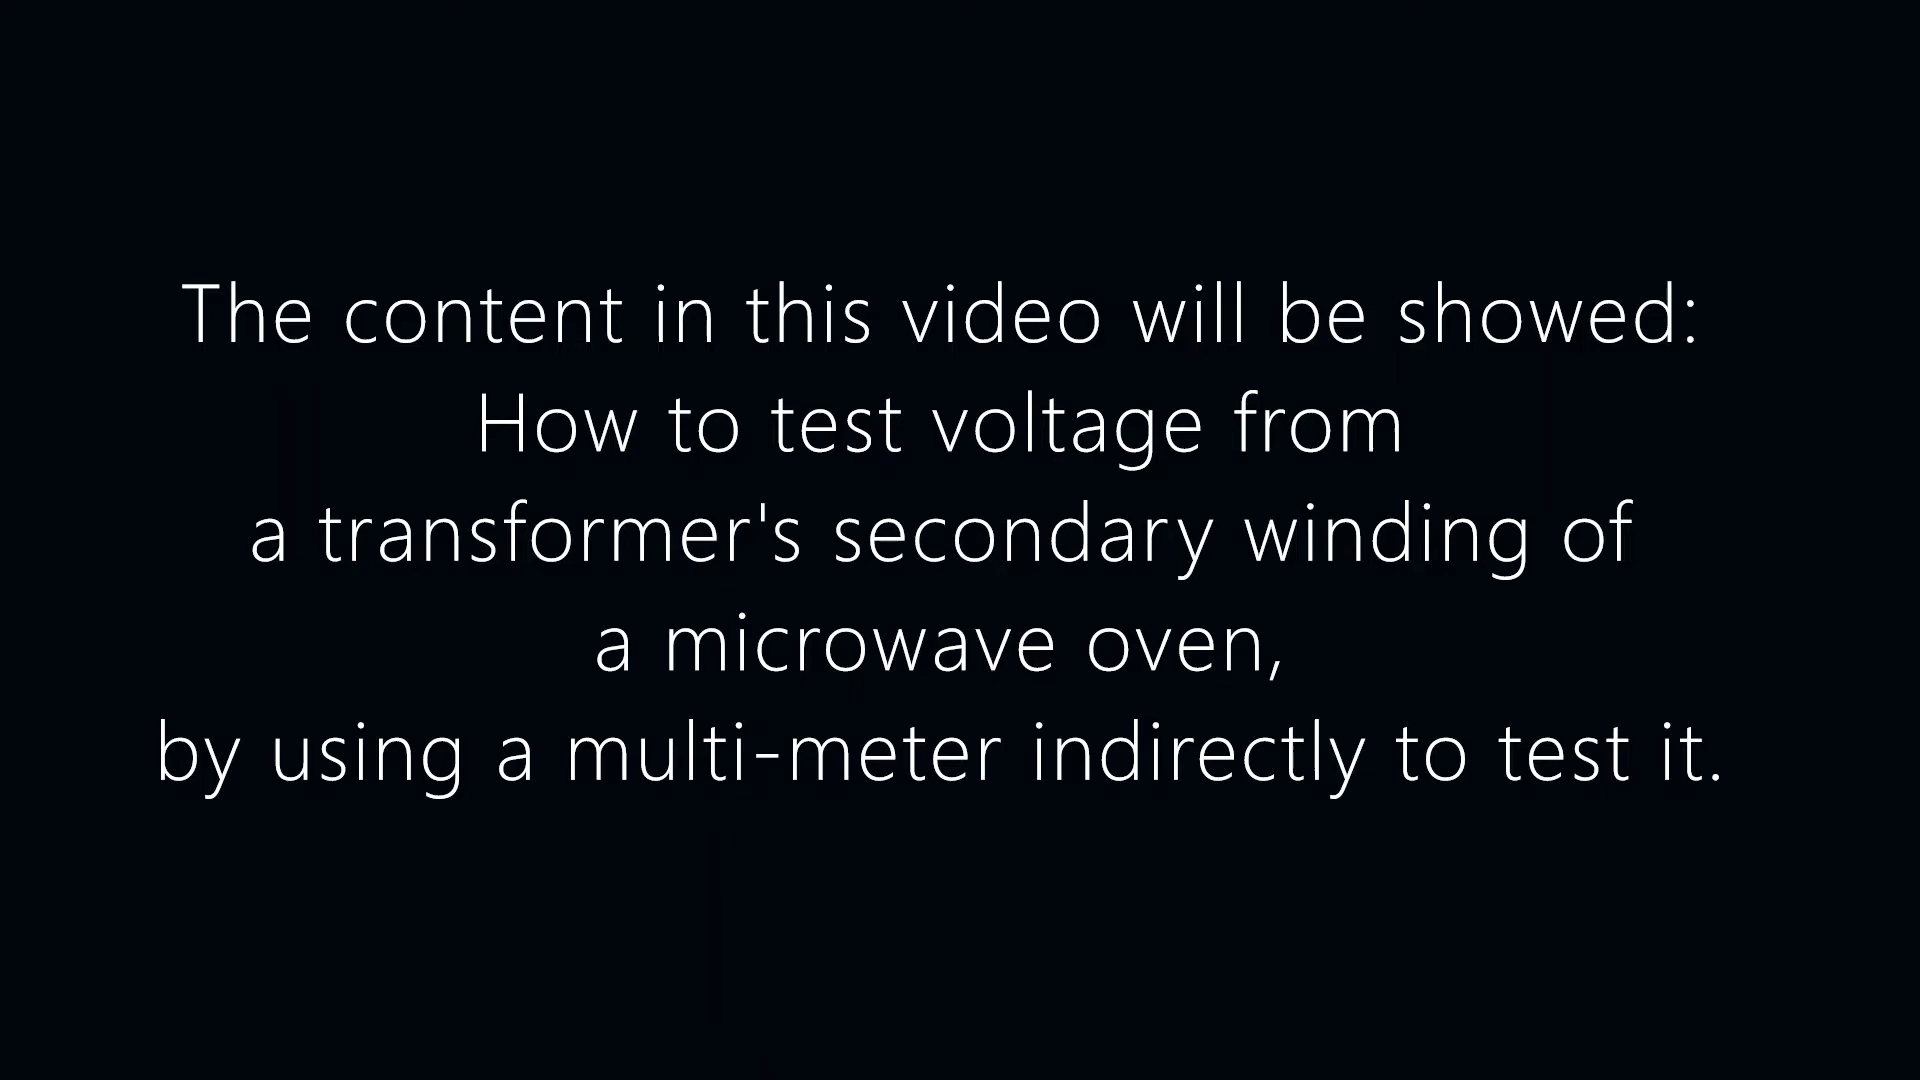 The content in this video will be showed:
How to test voltage from
a transformer's secondary winding of
a microwave oven,
by using a multi-meter indirectly to test it.